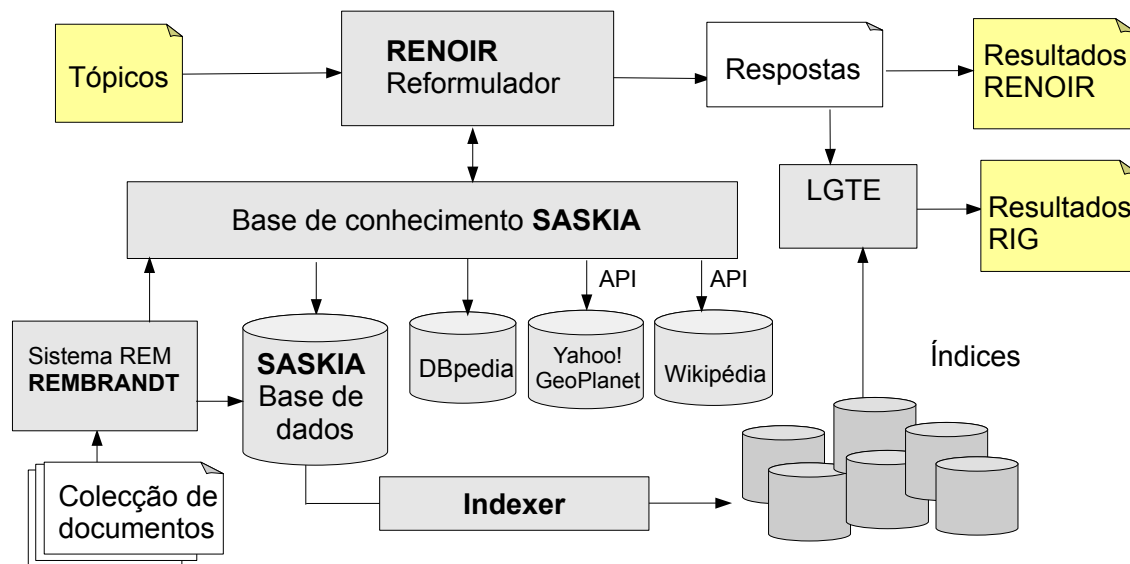 Tópicos
RENOIR
Reformulador
Respostas
Resultados
RENOIR
LGTE
Resultados
RIG
Base de conhecimento SASKIA
API
API
Sistema REM
REMBRANDT
SASKIA
Base de
dados
DBpedia
Yahoo!
GeoPlanet
Wikipédia
Índices
Colecção de
documentos
Indexer